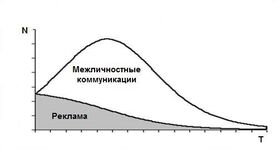 N
Межличностные
коммуникации
Реклама
T